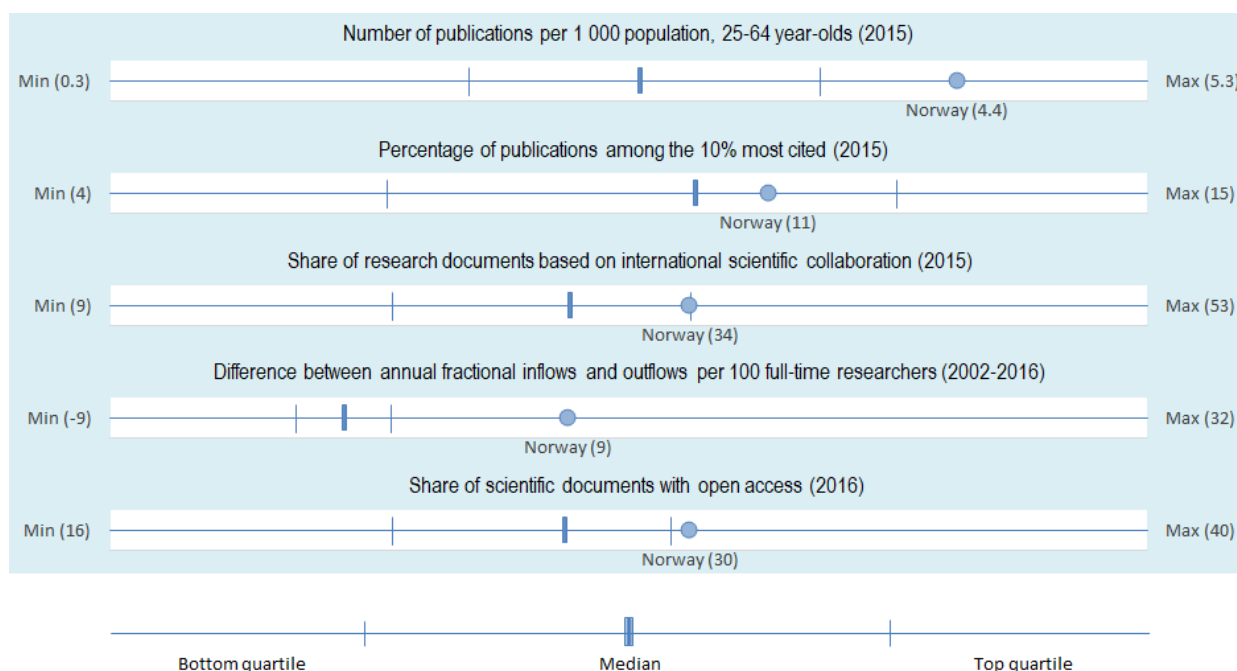 Number of publications per 1 000 population, 25-64 year-olds (2015)
Min (0.3)
Max (5.3)
Norway (4.4)
Percentage of publications among the 10% most cited (2015)
Min (4)
Max (15)
Norway (11)
Share of research documents based on international scientific collaboration (2015)
Min (9)
Max (53)
Norway (34)
Difference between annual fractional inflows and outflows per 100 full-time researchers (2002-2016)
Min (-9)
Max (32)
Norway (9)
Share of scientific documents with open access (2016)
Min (16)
Max (40)
Norway (30)
Bottom quartile
Median
Top quartile